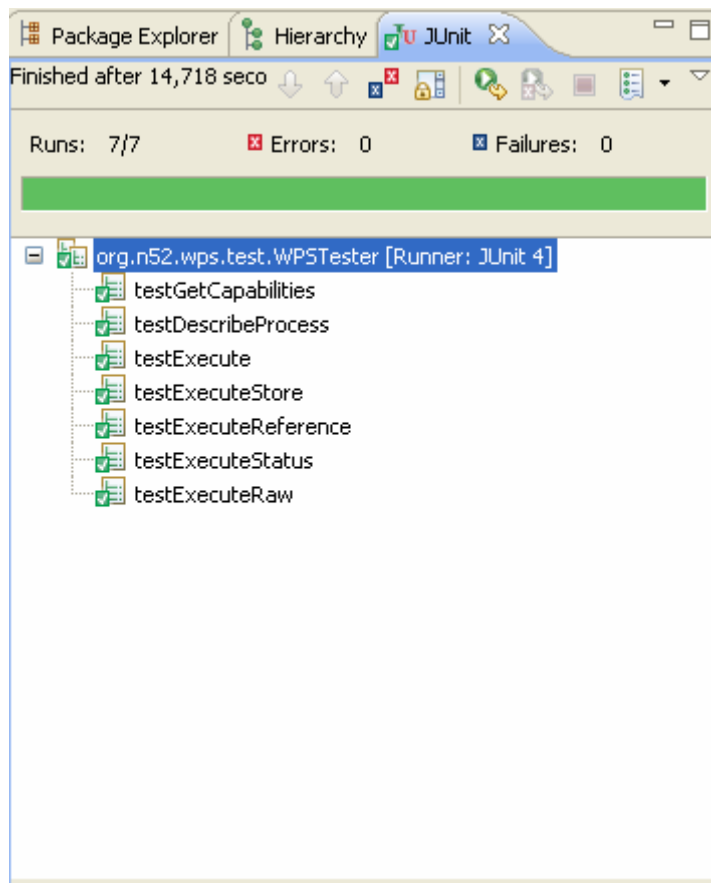 Package Explorer Hierarchy JU JUnit
Finished after 14,718 seco
Runs: 7/7 Errors: 0 Failures: 0
org.n52.wps.test.WPSTester [Runner: JUnit 4]
testGetCapabilities
testDescribeProcess
testExecute
testExecuteStore
testExecuteReference
testExecuteStatus
testExecuteRaw